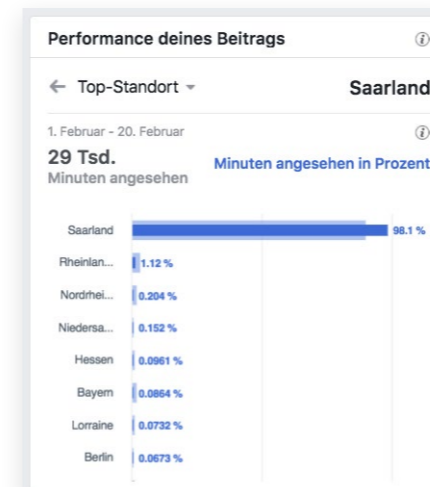 Performance deines Beitrags
Top-Standort
Saarland
1. Februar - 20. Februar
29 Tsd.
Minuten angesehen
Minuten angesehen in Prozent
Saarland 98.1 %
Rheinlan... 1.12 %
Nordrhei... 0.204 %
Niedersa... 0.152 %
Hessen 0.0961 %
Bayern 0.0864 %
Lorraine 0.0732 %
Berlin 0.0673 %